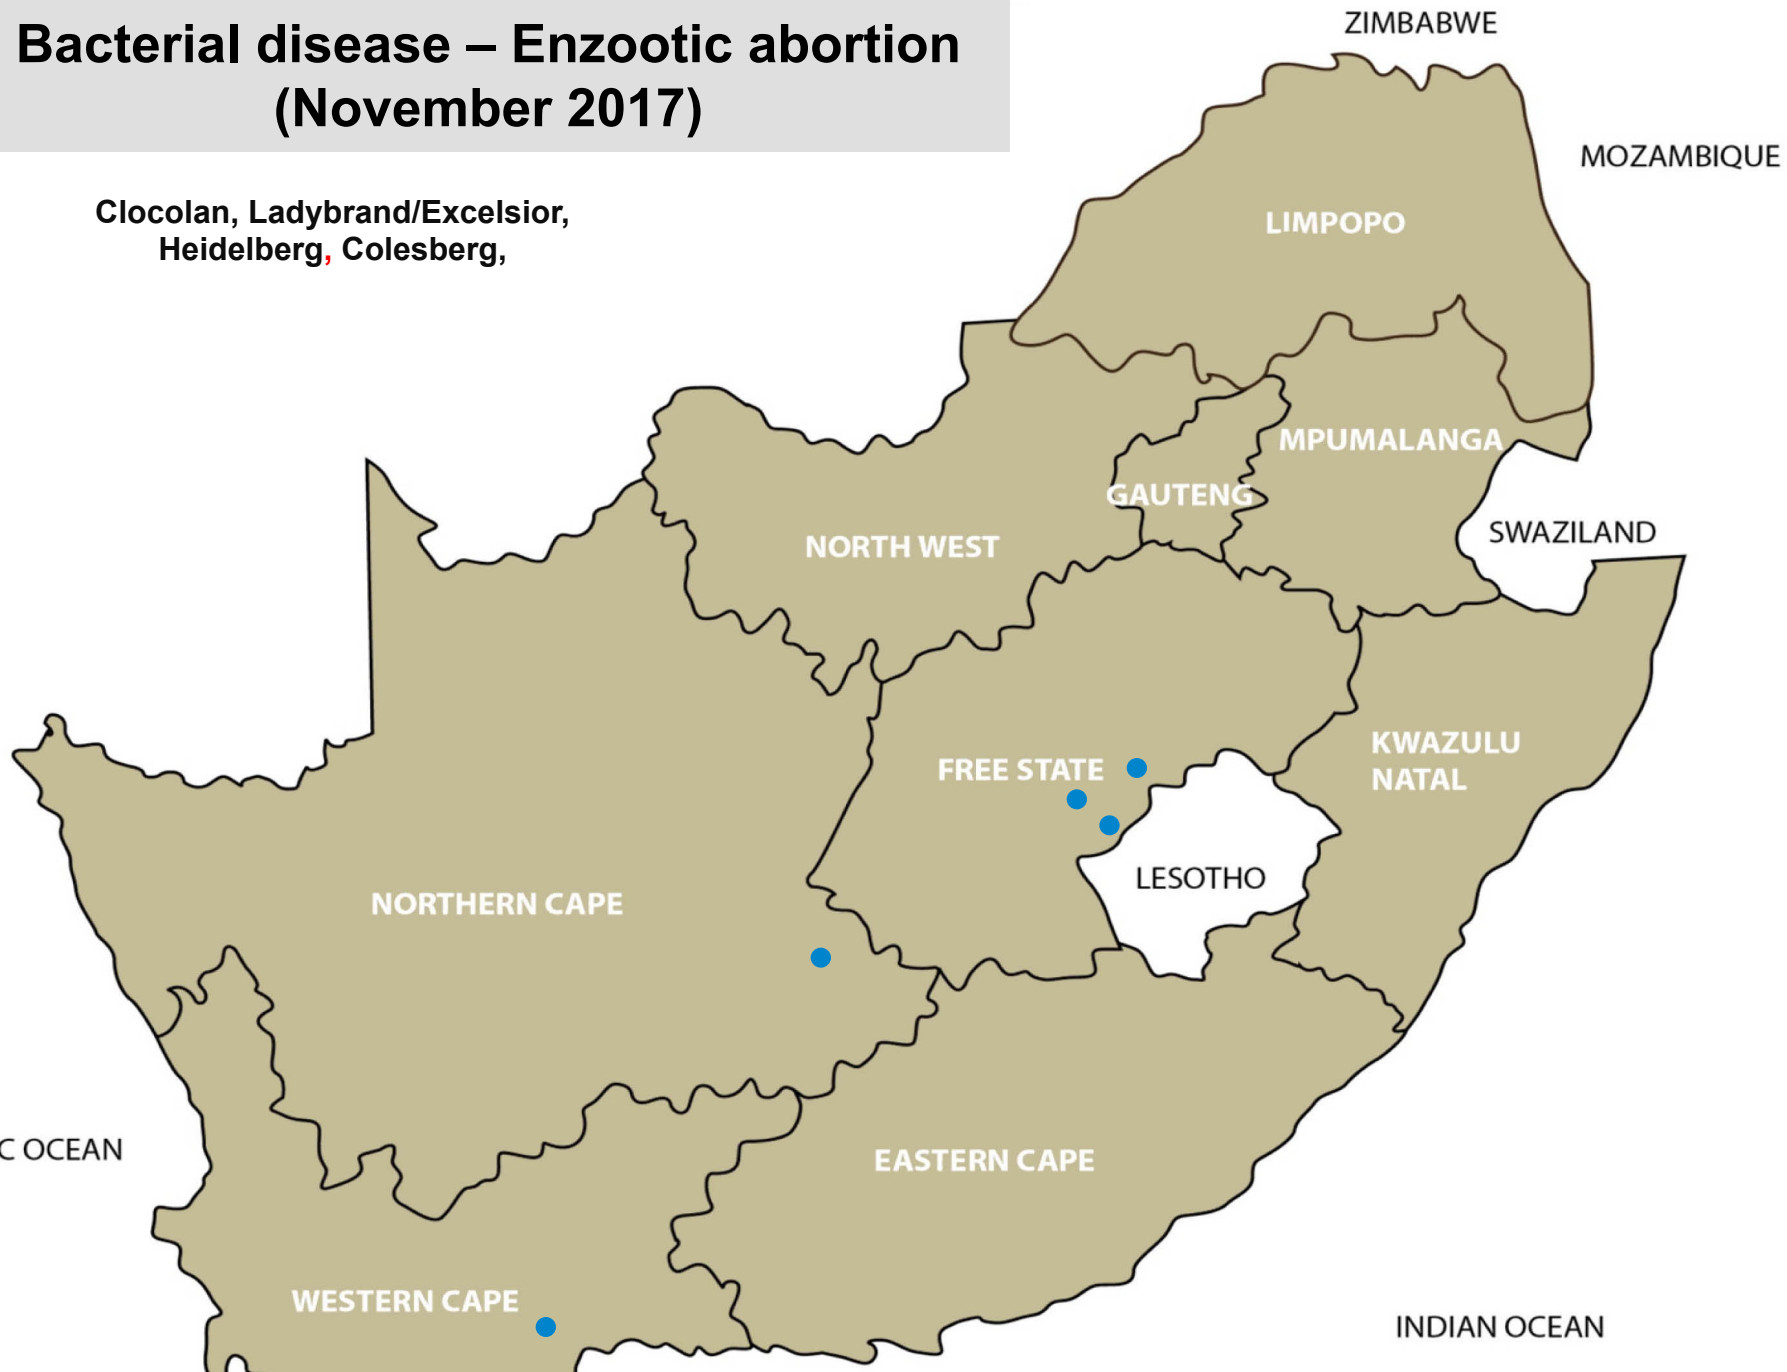 Bacterial disease – Enzootic abortion
(November 2017)
Clocolan, Ladybrand/Excelsior,
Heidelberg, Colesberg,
ZIMBABWE
MOZAMBIQUE
LIMPOPO
MPUMALANGA
GAUTENG
SWAZILAND
NORTH WEST
KWAZULU
NATAL
FREE STATE
LESOTHO
NORTHERN CAPE
C OCEAN
EASTERN CAPE
WESTERN CAPE
INDIAN OCEAN